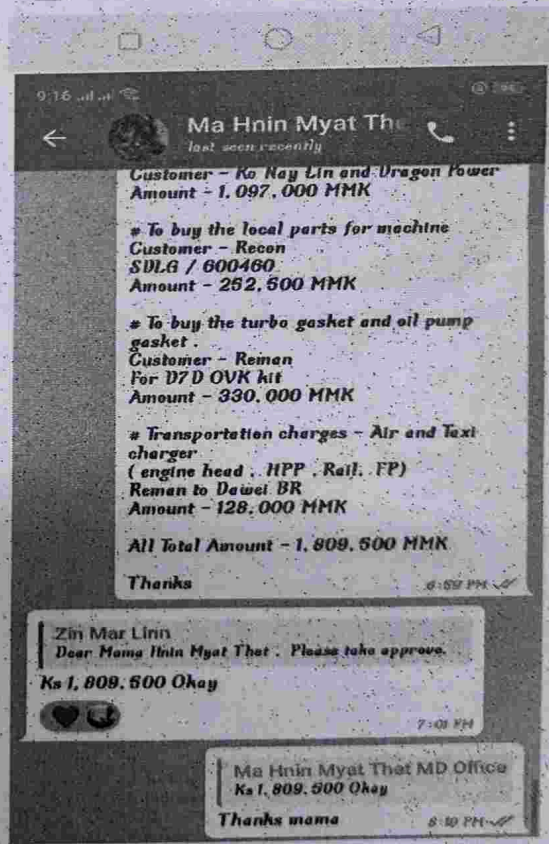 9:16
Ma Hnin Myat The
last seen recently
Customer - Ko Nay Lin and Dragon Power
Amount - 1,097,000 MMK
# To buy the local parts for machine
Customer - Recon
SDLG / 600460
Amount - 252,500 MMK
# To buy the turbo gasket and oil pump
gasket .
Customer - Reman
For D7D OVK kit
Amount - 330,000 MMK
# Transportation charges - Air and Taxi
charger
( engine head , HPP , Rail, FP)
Reman to Dawei BR
Amount - 128,000 MMK
All Total Amount - 1,809,500 MMK
Thanks
6:59 PM
Zin Mar Linn
Dear Mama Hnin Myat Thet . Please take approve.
Ks 1,809,500 Okay
7:01 PM
Ma Hnin Myat Thet MD Office
Ks 1,809,500 Okay
Thanks mama
8:10 PM